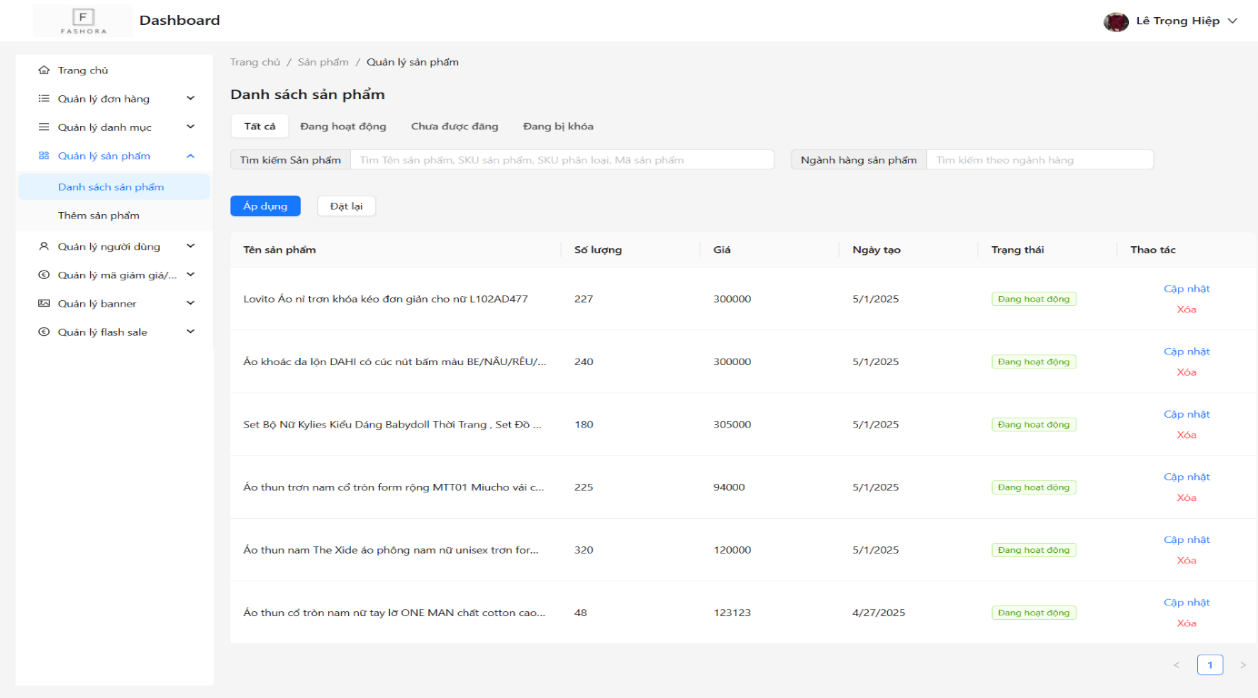 F
FASHORA
Dashboard
Lê Trọng Hiệp
Trang chủ
Quản lý đơn hàng
Quản lý danh mục
Quản lý sản phẩm
Danh sách sản phẩm
Thêm sản phẩm
Quản lý người dùng
Quản lý mã giảm giá/...
Quản lý banner
Quản lý flash sale
Trang chủ / Sản phẩm / Quản lý sản phẩm
Danh sách sản phẩm
Tất cả Đang hoạt động Chưa được đăng Đang bị khóa
Tìm kiếm Sản phẩm Tìm Tên sản phẩm, SKU sản phẩm, SKU phân loại, Mã sản phẩm Ngành hàng sản phẩm Tìm kiếm theo ngành hàng
Áp dụng Đặt lại
Tên sản phẩm Số lượng Giá Ngày tạo Trạng thái Thao tác
Lovito Áo nỉ trơn khóa kéo đơn giản cho nữ L102AD477 227 300000 5/1/2025 Đang hoạt động Cập nhật
Xóa
Áo khoác da lộn DAHI có cúc nút bấm màu BE/NÂU/RÊU/... 240 300000 5/1/2025 Đang hoạt động Cập nhật
Xóa
Set Bộ Nữ Kylies Kiểu Dáng Babydoll Thời Trang , Set Đồ ... 180 305000 5/1/2025 Đang hoạt động Cập nhật
Xóa
Áo thun trơn nam cổ tròn form rộng MTT01 Miucho vải c... 225 94000 5/1/2025 Đang hoạt động Cập nhật
Xóa
Áo thun nam The Xide áo phông nam nữ unisex trơn for... 320 120000 5/1/2025 Đang hoạt động Cập nhật
Xóa
Áo thun cổ tròn nam nữ tay lỡ ONE MAN chất cotton cao... 48 123123 4/27/2025 Đang hoạt động Cập nhật
Xóa
< 1 >